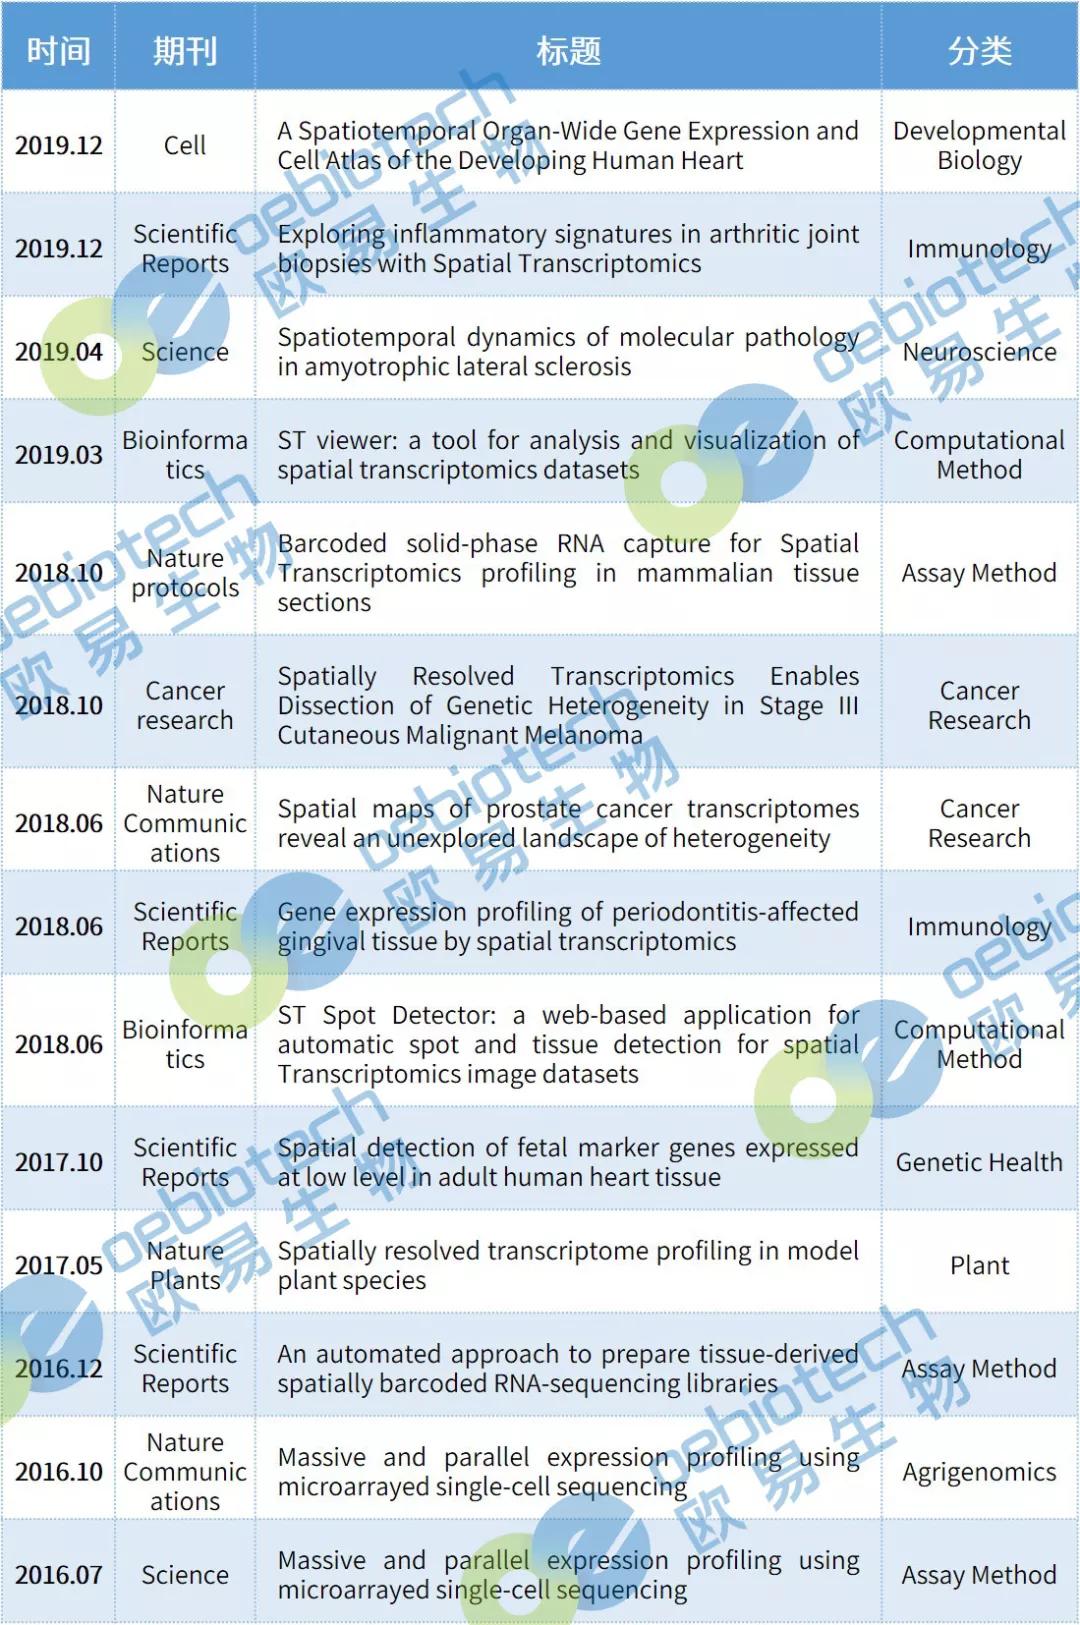 时间 期刊 标题 分类
2019.12 Cell A Spatiotemporal Organ-Wide Gene Expression and Cell Atlas of the Developing Human Heart Developmental Biology
2019.12 Scientific Reports Exploring inflammatory signatures in arthritic joint biopsies with Spatial Transcriptomics Immunology
2019.04 Science Spatiotemporal dynamics of molecular pathology in amyotrophic lateral sclerosis Neuroscience
2019.03 Bioinformatics ST viewer: a tool for analysis and visualization of spatial transcriptomics datasets Computational Method
2018.10 Nature protocols Barcoded solid-phase RNA capture for Spatial Transcriptomics profiling in mammalian tissue sections Assay Method
2018.10 Cancer research Spatially Resolved Transcriptomics Enables Dissection of Genetic Heterogeneity in Stage III Cutaneous Malignant Melanoma Cancer Research
2018.06 Nature Communications Spatial maps of prostate cancer transcriptomes reveal an unexplored landscape of heterogeneity Cancer Research
2018.06 Scientific Reports Gene expression profiling of periodontitis-affected gingival tissue by spatial transcriptomics Immunology
2018.06 Bioinformatics ST Spot Detector: a web-based application for automatic spot and tissue detection for spatial Transcriptomics image datasets Computational Method
2017.10 Scientific Reports Spatial detection of fetal marker genes expressed at low level in adult human heart tissue Genetic Health
2017.05 Nature Plants Spatially resolved transcriptome profiling in model plant species Plant
2016.12 Scientific Reports An automated approach to prepare tissue-derived spatially barcoded RNA-sequencing libraries Assay Method
2016.10 Nature Communications Massive and parallel expression profiling using microarrayed single-cell sequencing Agrigenomics
2016.07 Science Massive and parallel expression profiling using microarrayed single-cell sequencing Assay Method
oebiotech
欧易生物